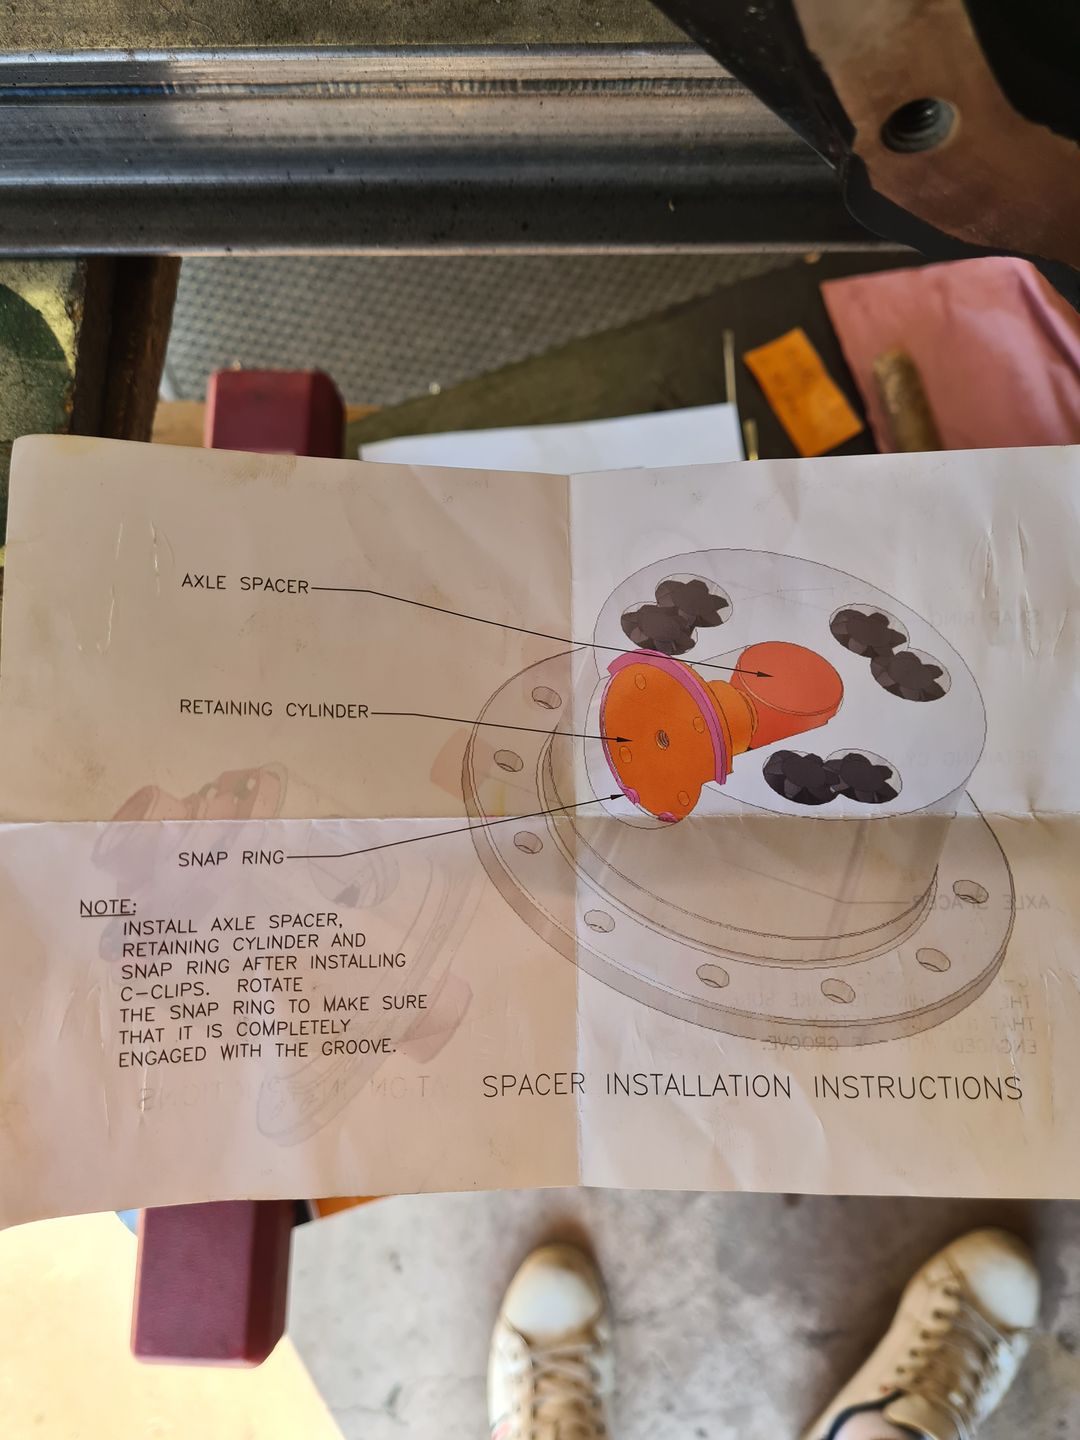 AXLE SPACER
RETAINING CYLINDER
SNAP RING
NOTE:
INSTALL AXLE SPACER,
RETAINING CYLINDER AND
SNAP RING AFTER INSTALLING
C-CLIPS. ROTATE
THE SNAP RING TO MAKE SURE
THAT IT IS COMPLETELY
ENGAGED WITH THE GROOVE.
SPACER INSTALLATION INSTRUCTIONS